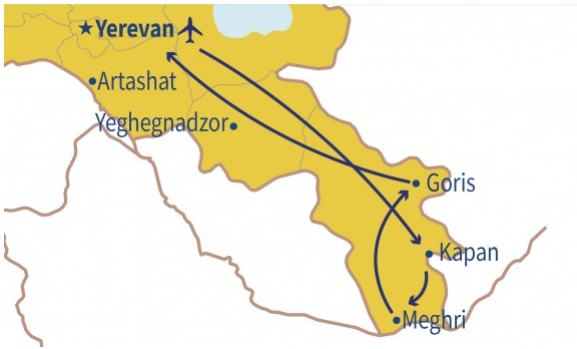 Yerevan
Artashat
Yeghegnadzor
Goris
Kapan
Meghri